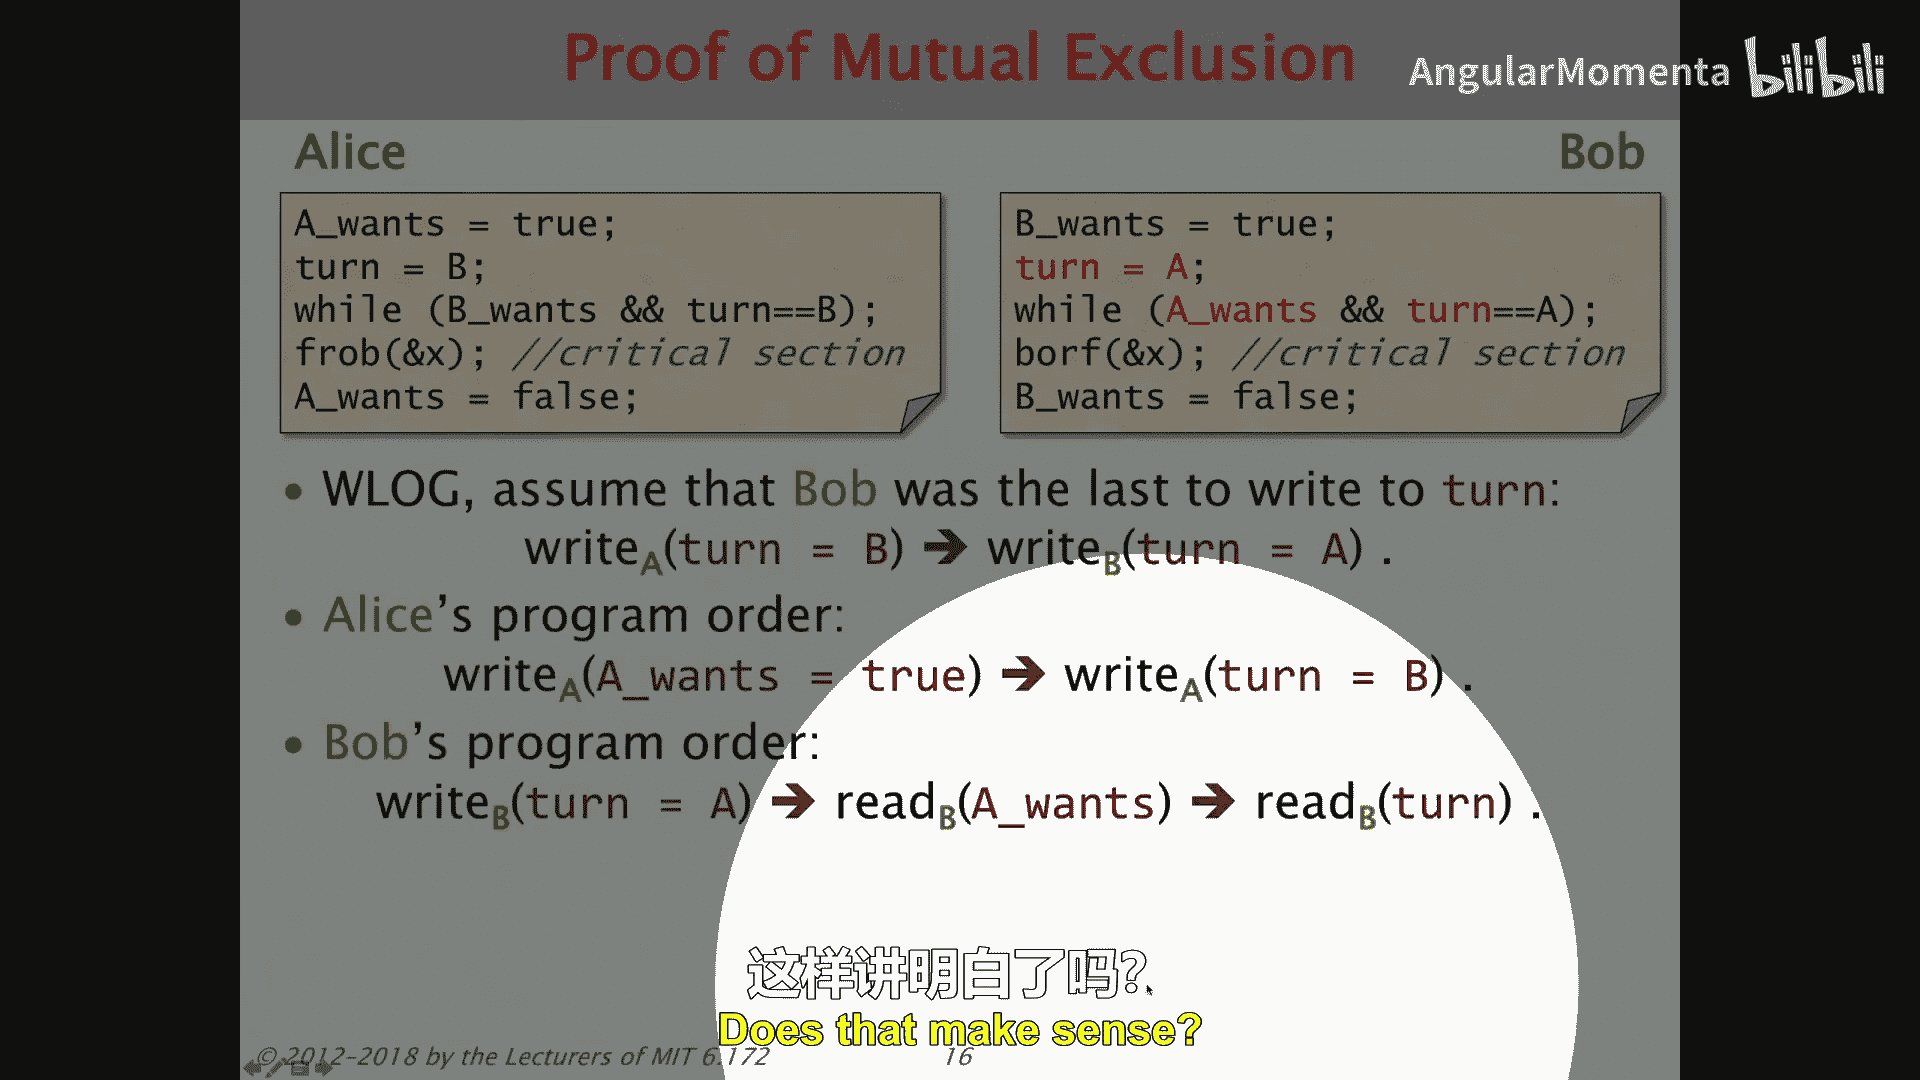 Proof of Mutual Exclusion
AngularMomenta bilibili
Alice
Bob
A_wants = true;
turn = B;
while (B_wants && turn==B);
frob(&x); //critical section
A_wants = false;
B_wants = true;
turn = A;
while (A_wants && turn==A);
borf(&x); //critical section
B_wants = false;
• WLOG, assume that Bob was the last to write to turn:
writeA(turn = B) ➔ writeB(turn = A) .
• Alice’s program order:
writeA(A_wants = true) ➔ writeA(turn = B) .
• Bob’s program order:
writeB(turn = A) ➔ readB(A_wants) ➔ readB(turn) .
这样讲明白了吗?
Does that make sense?
© 2012–2018 by the Lecturers of MIT 6.172
16